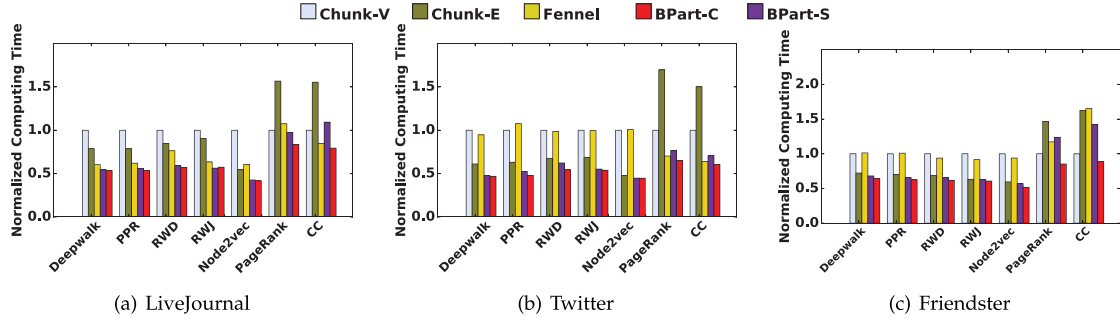 Chunk-V Chunk-E Fennel BPart-C BPart-S
Normalized Computing Time
1.5
1.0
0.5
0.0
Deepwalk
PPR
RWD
RWJ
Node2vec
PageRank
CC
(a) LiveJournal
Normalized Computing Time
1.5
1.0
0.5
0.0
Deepwalk
PPR
RWD
RWJ
Node2vec
PageRank
CC
(b) Twitter
Normalized Computing Time
2.0
1.5
1.0
0.5
0.0
Deepwalk
PPR
RWD
RWJ
Node2vec
PageRank
CC
(c) Friendster